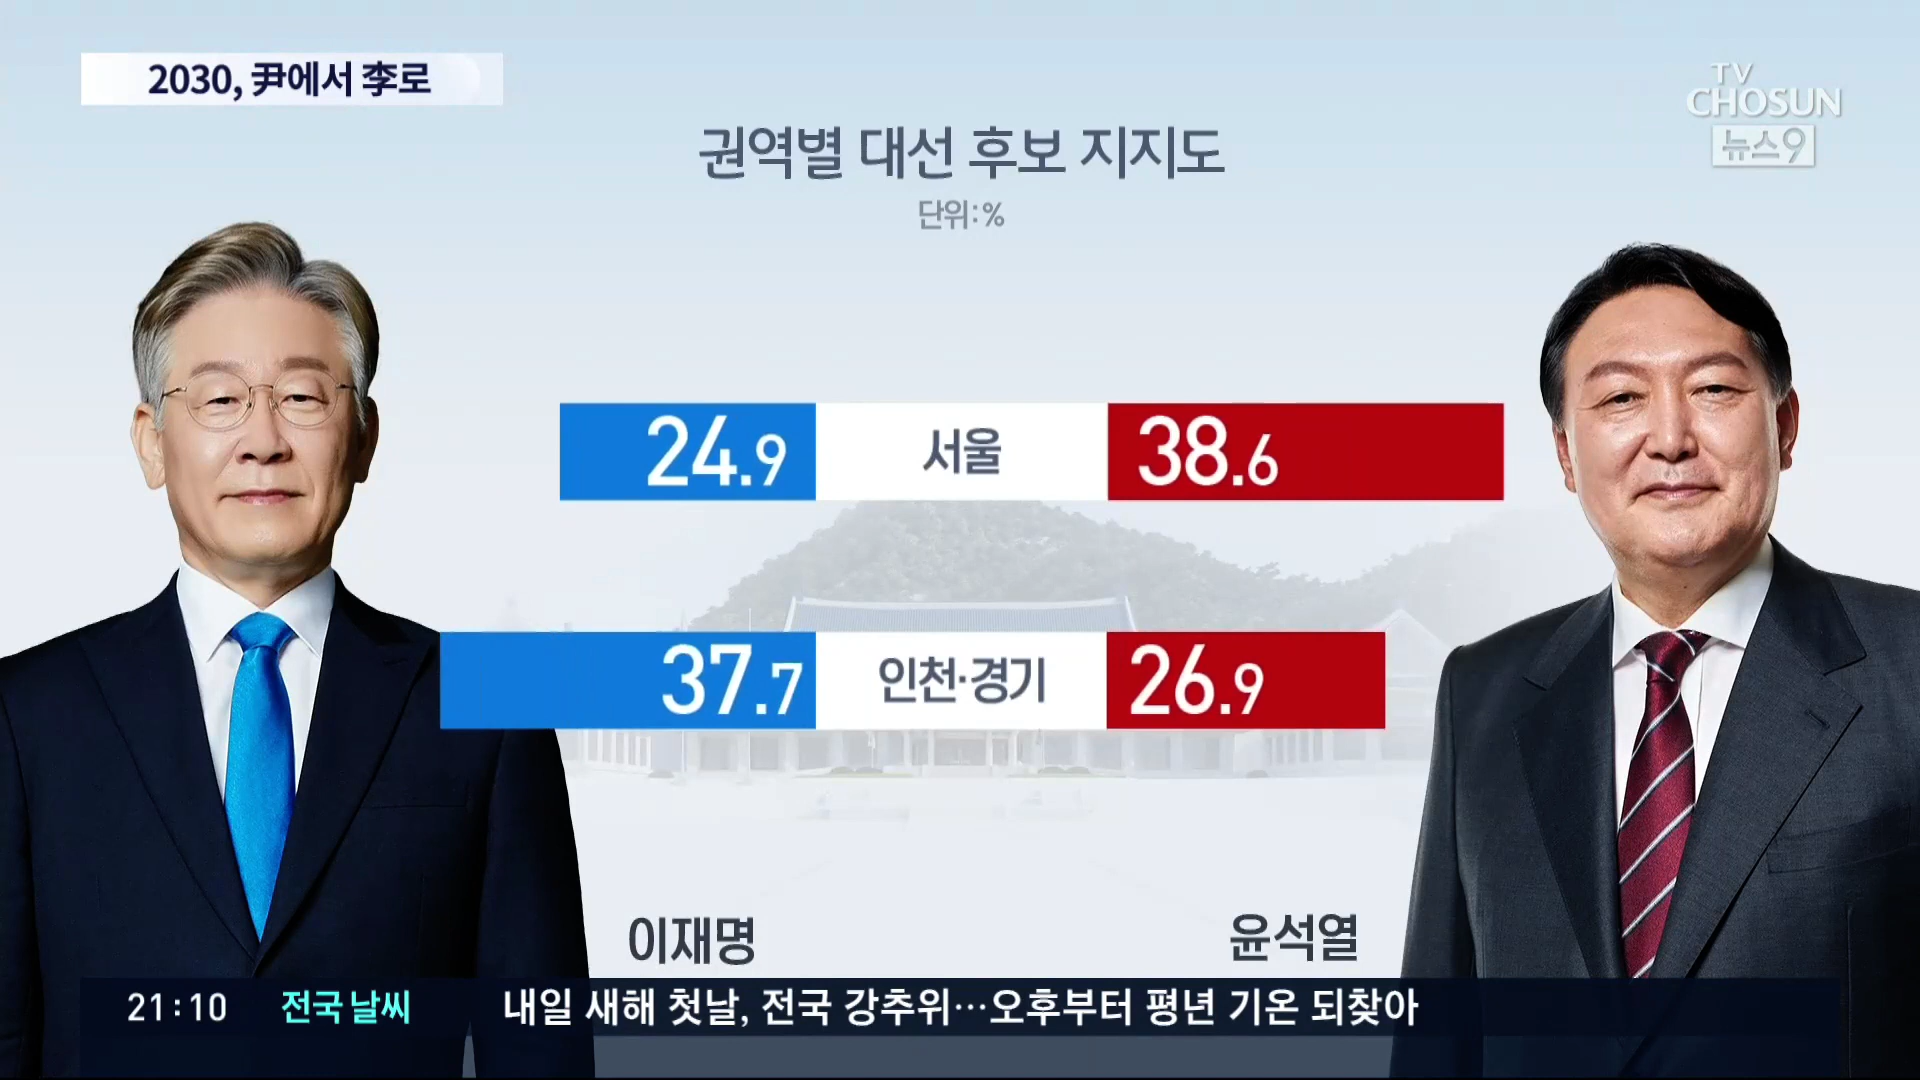 2030, 尹에서 李로
TV
CHOSUN
뉴스9
권역별 대선 후보 지지도
단위:%
24.9 서울 38.6
37.7 인천·경기 26.9
이재명 윤석열
21:10 전국 날씨 내일 새해 첫날, 전국 강추위…오후부터 평년 기온 되찾아